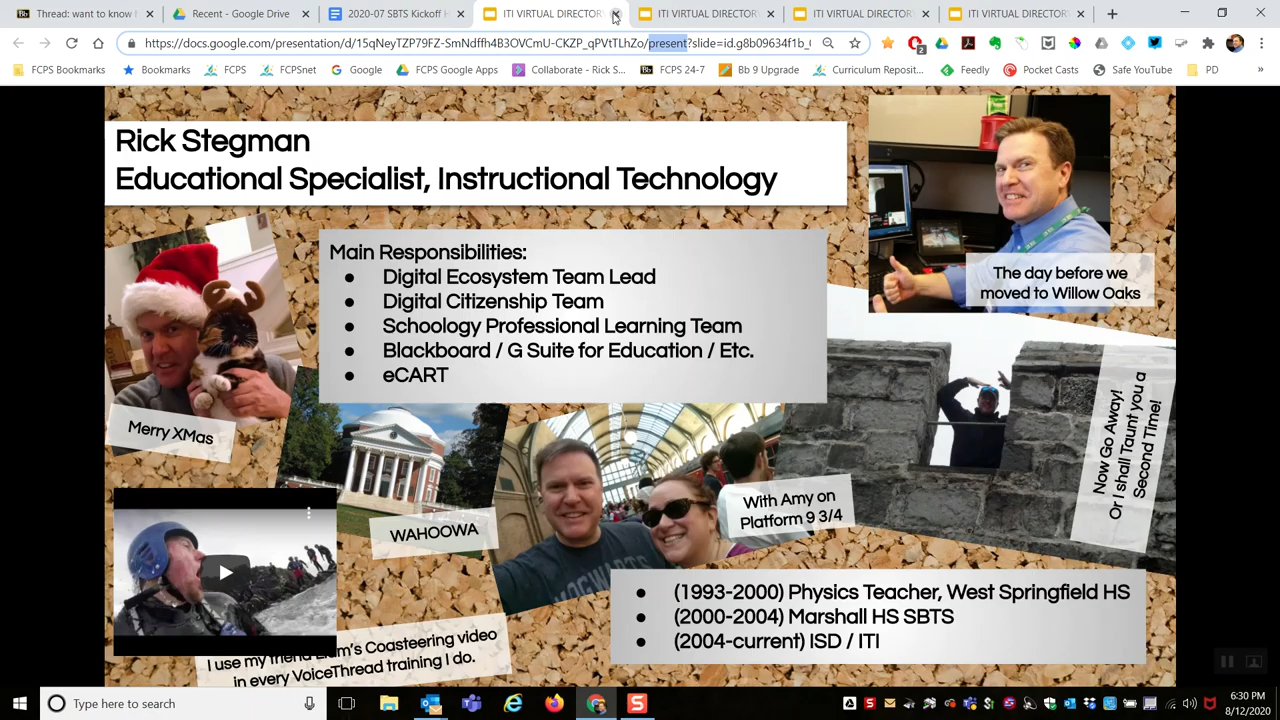 Thread: want to know
Recent - Google Drive
2020-07 SBTS Kickoff H
ITI VIRTUAL DIRECTOR
ITI VIRTUAL DIRECTOR
ITI VIRTUAL DIRECTOR
ITI VIRTUAL DIRECTOR
https://docs.google.com/presentation/d/15qNeyTZP79FZ-SmNdffh4B3OVCmU-CKZP_qPVtTLhZo/present?slide=id.g8b09634f1b_
2
FCPS Bookmarks
Bookmarks
FCPS
FCPSnet
Google
FCPS Google Apps
Collaborate - Rick S...
FCPS 24-7
Bb 9 Upgrade
Curriculum Reposit...
Feedly
Pocket Casts
Safe YouTube
PD
»
Rick Stegman
Educational Specialist, Instructional Technology
Main Responsibilities:
● Digital Ecosystem Team Lead
● Digital Citizenship Team
● Schoology Professional Learning Team
● Blackboard / G Suite for Education / Etc.
● eCART
The day before we
moved to Willow Oaks
Merry XMas
WAHOOWA
With Amy on
Platform 9 3/4
Now Go Away!
Or I shall Taunt you a
Second Time!
● (1993-2000) Physics Teacher, West Springfield HS
● (2000-2004) Marshall HS SBTS
● (2004-current) ISD / ITI
I use my friend Liam's Coasteering video
in every VoiceThread training I do.
Type here to search
6:30 PM
8/12/2020